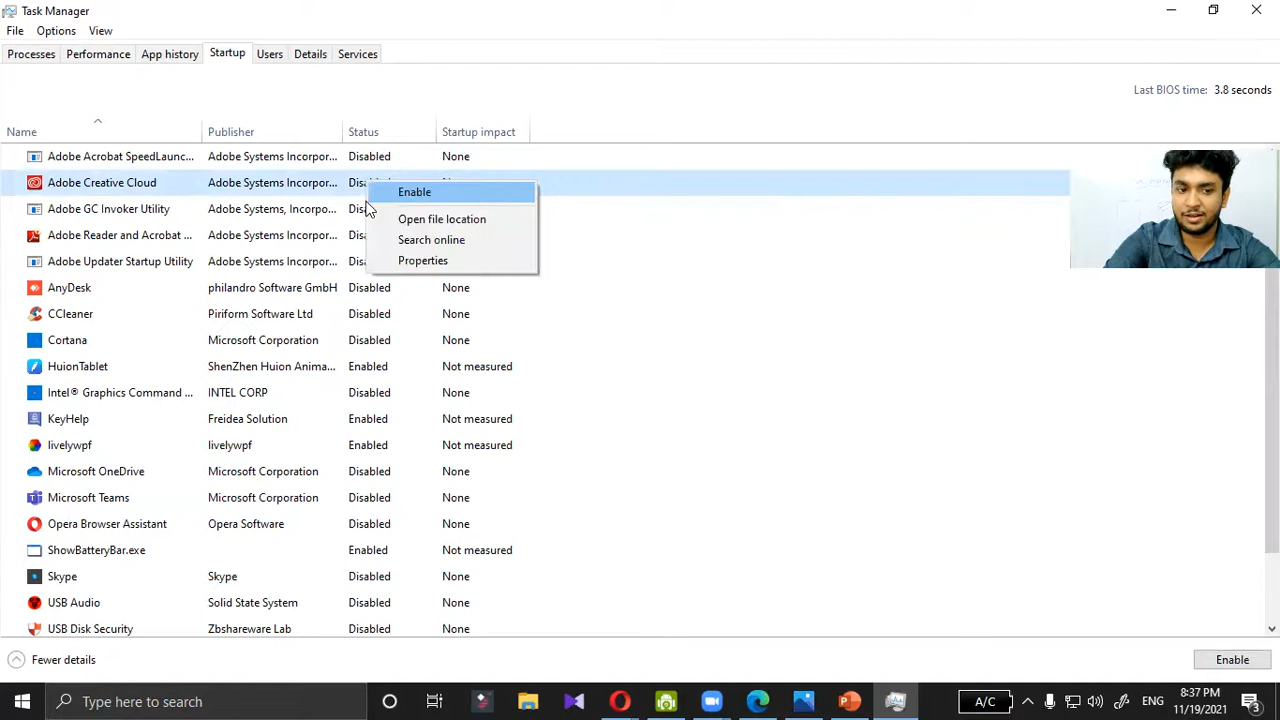 Task Manager
File Options View
Processes Performance App history Startup Users Details Services
Last BIOS time: 3.8 seconds
Name Publisher Status Startup impact
Adobe Acrobat SpeedLaunc... Adobe Systems Incorpor... Disabled None
Adobe Creative Cloud Adobe Systems Incorpor...
Enable
Adobe GC Invoker Utility Adobe Systems, Incorpo...
Open file location
Adobe Reader and Acrobat ... Adobe Systems Incorpor...
Search online
Adobe Updater Startup Utility Adobe Systems Incorpor...
Properties
AnyDesk philandro Software GmbH Disabled None
CCleaner Piriform Software Ltd Disabled None
Cortana Microsoft Corporation Disabled None
HuionTablet ShenZhen Huion Anima... Enabled Not measured
Intel® Graphics Command ... INTEL CORP Disabled None
KeyHelp Freidea Solution Enabled Not measured
livelywpf livelywpf Enabled Not measured
Microsoft OneDrive Microsoft Corporation Disabled None
Microsoft Teams Microsoft Corporation Disabled None
Opera Browser Assistant Opera Software Disabled None
ShowBatteryBar.exe Enabled Not measured
Skype Skype Disabled None
USB Audio Solid State System Disabled None
USB Disk Security Zbshareware Lab Disabled None
Fewer details Enable
Type here to search A/C ENG 8:37 PM
11/19/2021 3